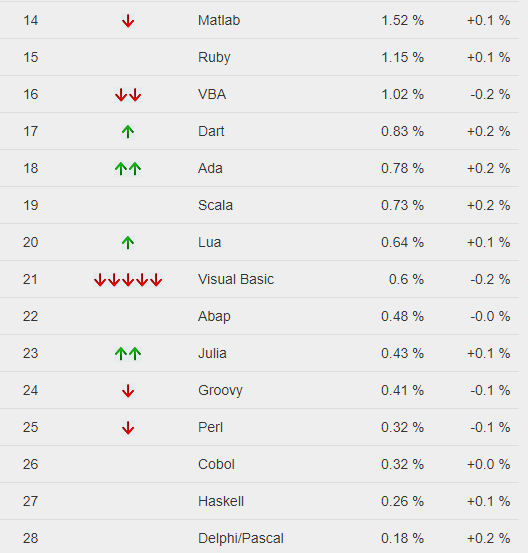 14 Matlab 1.52 % +0.1 %
15 Ruby 1.15 % +0.1 %
16 VBA 1.02 % -0.2 %
17 Dart 0.83 % +0.2 %
18 Ada 0.78 % +0.2 %
19 Scala 0.73 % +0.2 %
20 Lua 0.64 % +0.1 %
21 Visual Basic 0.6 % -0.2 %
22 Abap 0.48 % -0.0 %
23 Julia 0.43 % +0.1 %
24 Groovy 0.41 % -0.1 %
25 Perl 0.32 % -0.1 %
26 Cobol 0.32 % +0.0 %
27 Haskell 0.26 % +0.1 %
28 Delphi/Pascal 0.18 % +0.2 %